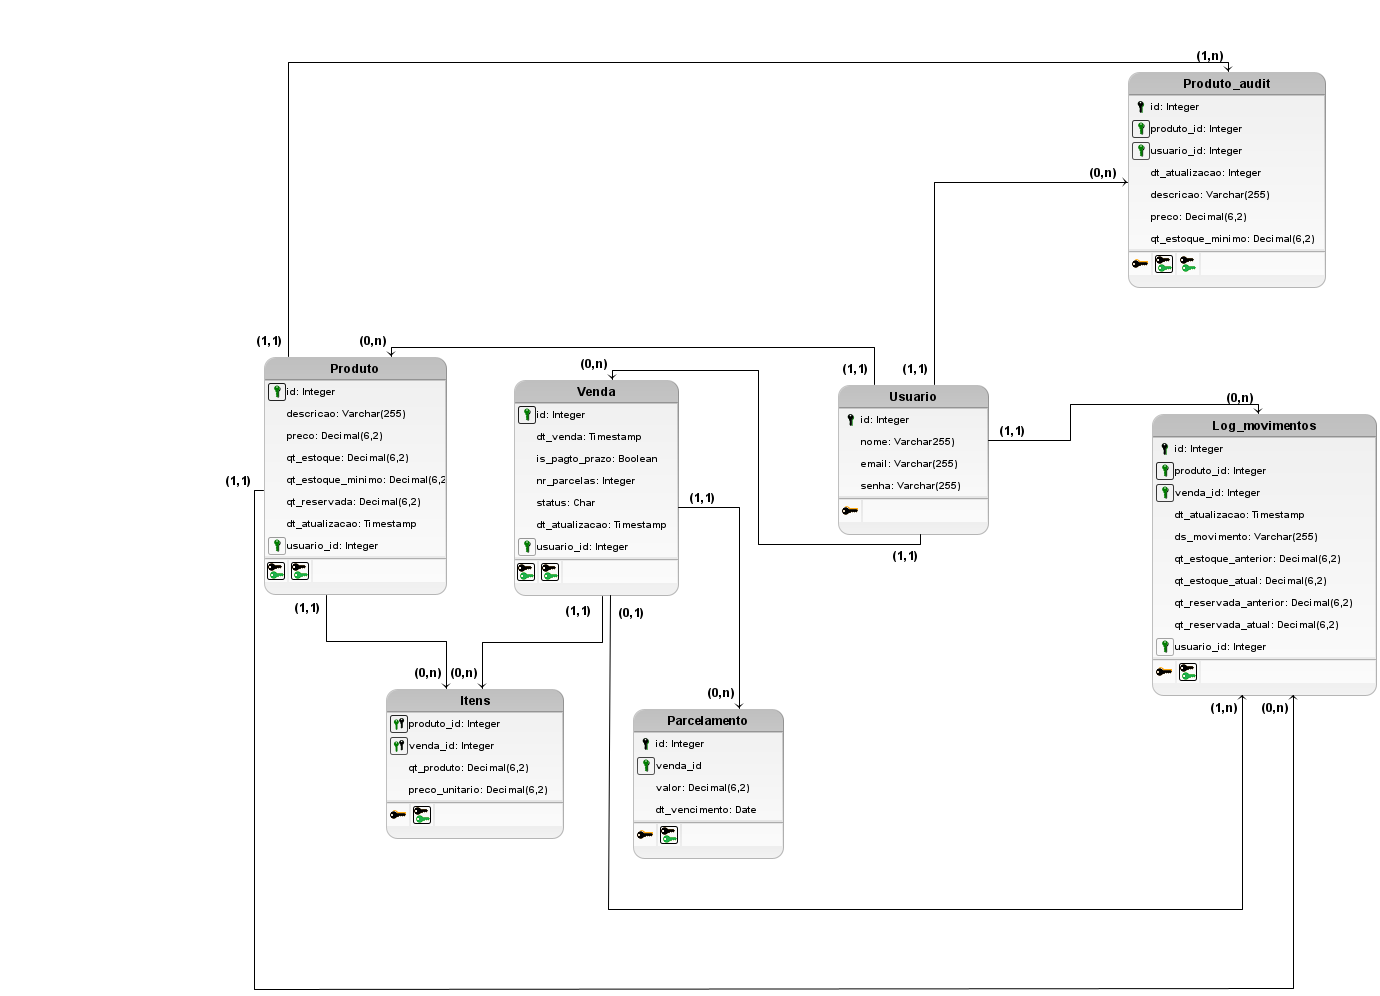 (1,n)
Produto_audit
id: Integer
produto_id: Integer
usuario_id: Integer
dt_atualizacao: Integer
descricao: Varchar(255)
preco: Decimal(6,2)
qt_estoque_minimo: Decimal(6,2)
(0,n)
(1,1)
(0,n)
Produto
id: Integer
descricao: Varchar(255)
preco: Decimal(6,2)
qt_estoque: Decimal(6,2)
qt_estoque_minimo: Decimal(6,2
qt_reservada: Decimal(6,2)
dt_atualizacao: Timestamp
usuario_id: Integer
(1,1)
(1,1)
(0,n)
Venda
id: Integer
dt_venda: Timestamp
is_pagto_prazo: Boolean
nr_parcelas: Integer
status: Char
dt_atualizacao: Timestamp
usuario_id: Integer
(1,1)
(1,1)
(0,1)
(1,1)
(1,1)
Usuario
id: Integer
nome: Varchar255)
email: Varchar(255)
senha: Varchar(255)
(1,1)
(1,1)
(0,n)
Log_movimentos
id: Integer
produto_id: Integer
venda_id: Integer
dt_atualizacao: Timestamp
ds_movimento: Varchar(255)
qt_estoque_anterior: Decimal(6,2)
qt_estoque_atual: Decimal(6,2)
qt_reservada_anterior: Decimal(6,2)
qt_reservada_atual: Decimal(6,2)
usuario_id: Integer
(1,n)
(0,n)
(0,n)
(0,n)
Itens
produto_id: Integer
venda_id: Integer
qt_produto: Decimal(6,2)
preco_unitario: Decimal(6,2)
(0,n)
Parcelamento
id: Integer
venda_id
valor: Decimal(6,2)
dt_vencimento: Date